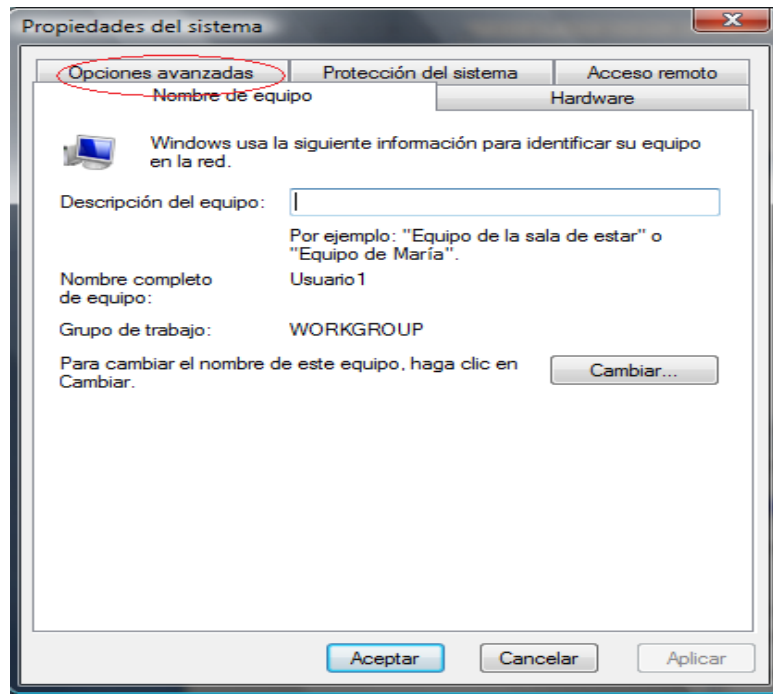 Propiedades del sistema
Opciones avanzadas Protección del sistema Acceso remoto
Nombre de equipo Hardware
Windows usa la siguiente información para identificar su equipo
en la red.
Descripción del equipo:
Por ejemplo: "Equipo de la sala de estar" o
"Equipo de María".
Nombre completo Usuario1
de equipo:
Grupo de trabajo: WORKGROUP
Para cambiar el nombre de este equipo, haga clic en
Cambiar.
Cambiar...
Aceptar Cancelar Aplicar